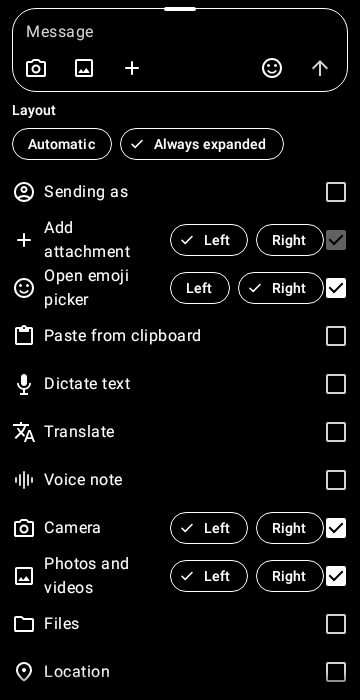 Message
Layout
Automatic
Always expanded
Sending as
Add
attachment
Left
Right
Open emoji
picker
Left
Right
Paste from clipboard
Dictate text
Translate
Voice note
Camera
Left
Right
Photos and
videos
Left
Right
Files
Location